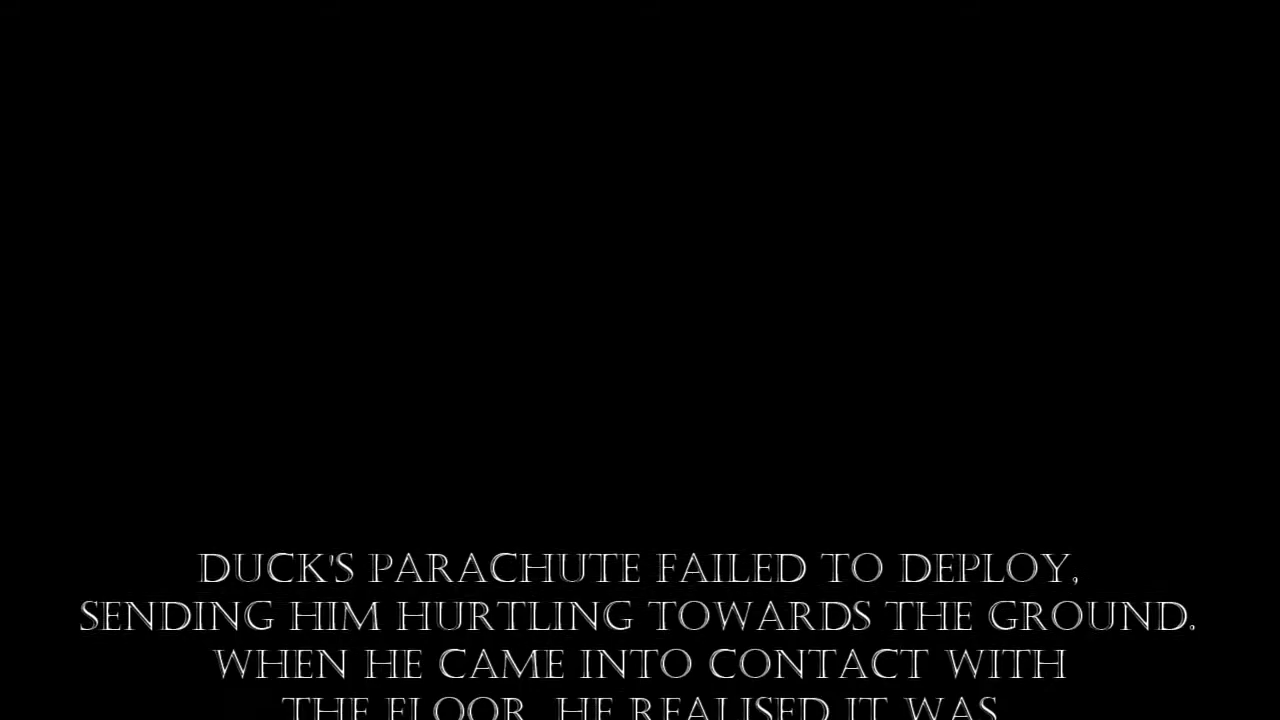 DUCK'S PARACHUTE FAILED TO DEPLOY,
SENDING HIM HURTLING TOWARDS THE GROUND.
WHEN HE CAME INTO CONTACT WITH
THE FLOOR, HE REALISED IT WAS